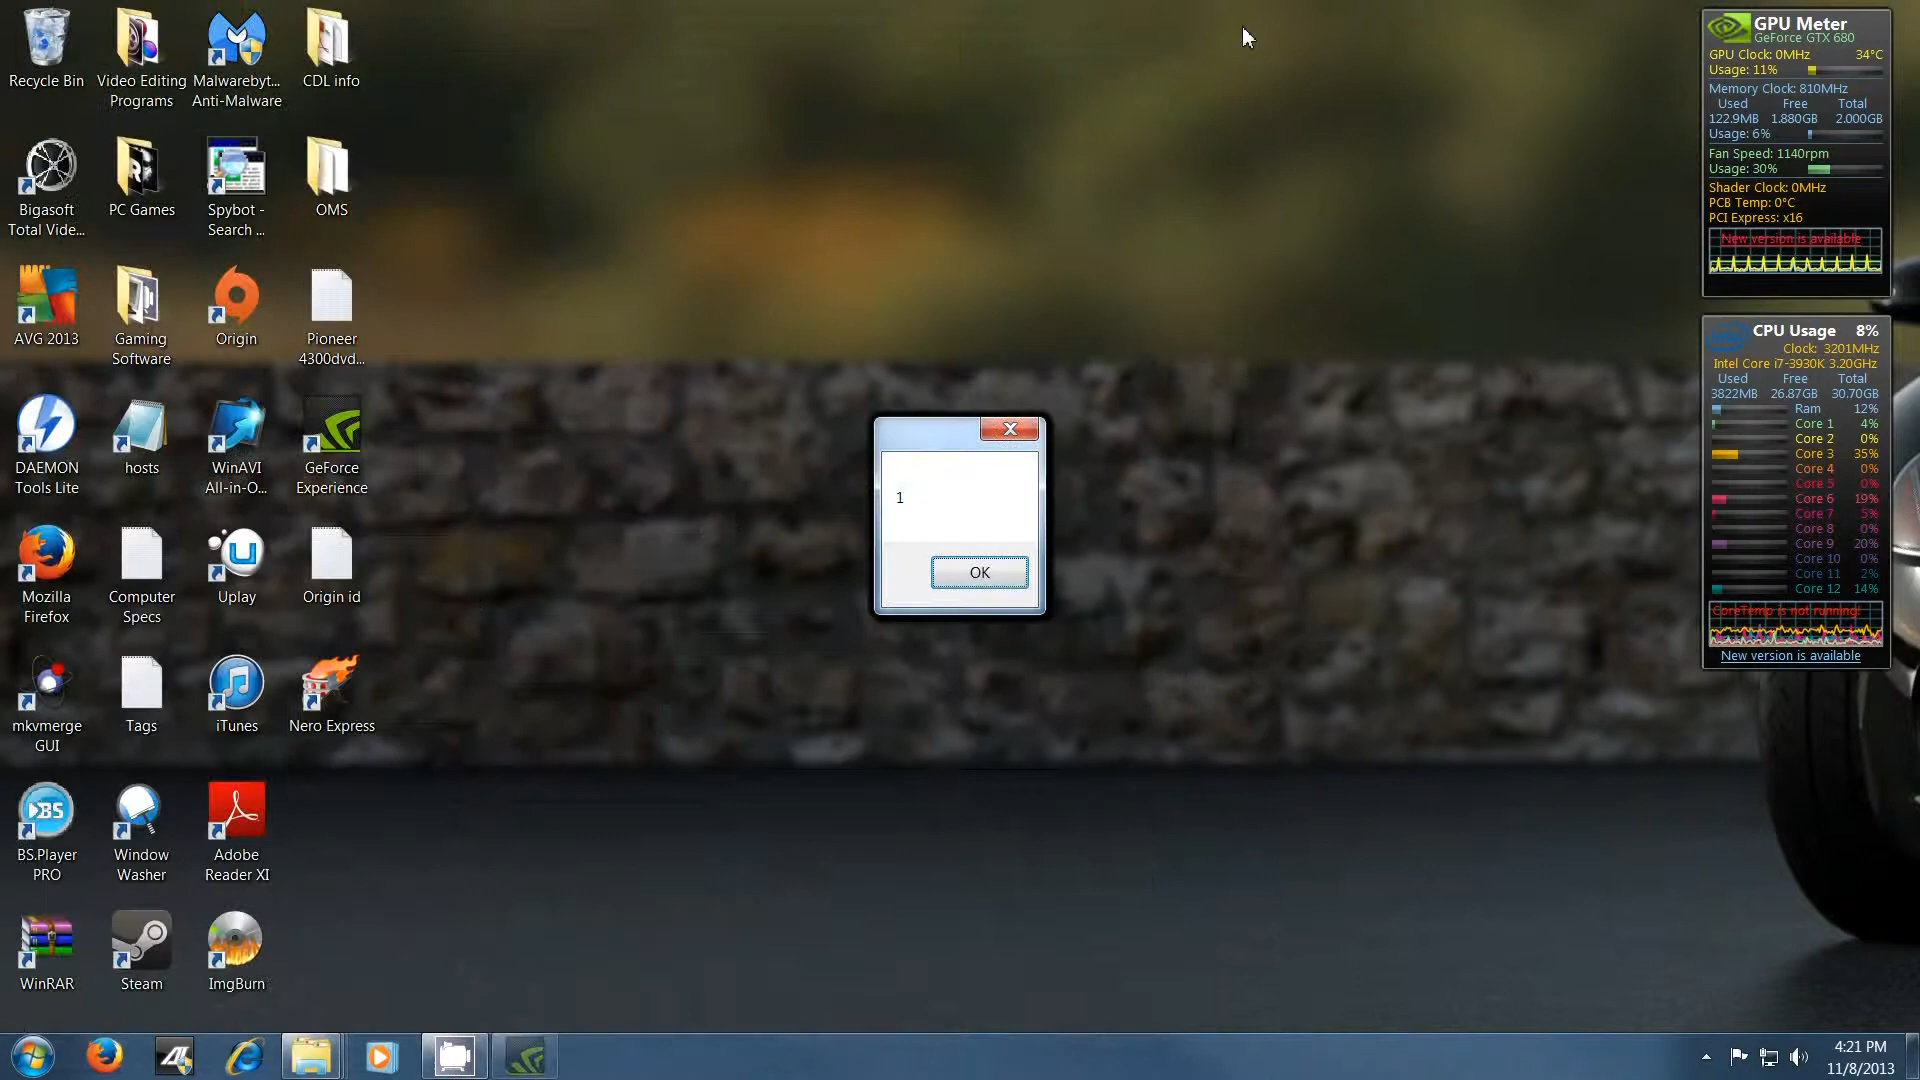 Recycle Bin
Video Editing
Programs
Malwarebyt...
Anti-Malware
CDL info
Bigasoft
Total Vide...
PC Games
Spybot -
Search ...
OMS
AVG 2013
Gaming
Software
Origin
Pioneer
4300dvd...
DAEMON
Tools Lite
hosts
WinAVI
All-in-O...
GeForce
Experience
Mozilla
Firefox
Computer
Specs
Uplay
Origin id
mkvmerge
GUI
Tags
iTunes
Nero Express
BS.Player
PRO
Window
Washer
Adobe
Reader XI
WinRAR
Steam
ImgBurn
1
OK
GPU Meter
GeForce GTX 680
GPU Clock: 0MHz 34°C
Usage: 11%
Memory Clock: 810MHz
Used Free Total
122.9MB 1.880GB 2.000GB
Usage: 6%
Fan Speed: 1140rpm
Usage: 30%
Shader Clock: 0MHz
PCB Temp: 0°C
PCI Express: x16
New version is available
CPU Usage 8%
Clock: 3201MHz
Intel Core i7-3930K 3.20GHz
Used Free Total
3822MB 26.87GB 30.70GB
Ram 12%
Core 1 4%
Core 2 0%
Core 3 35%
Core 4 0%
Core 5 0%
Core 6 19%
Core 7 5%
Core 8 0%
Core 9 20%
Core 10 0%
Core 11 2%
Core 12 14%
CoreTemp is not running!
New version is available
4:21 PM
11/8/2013